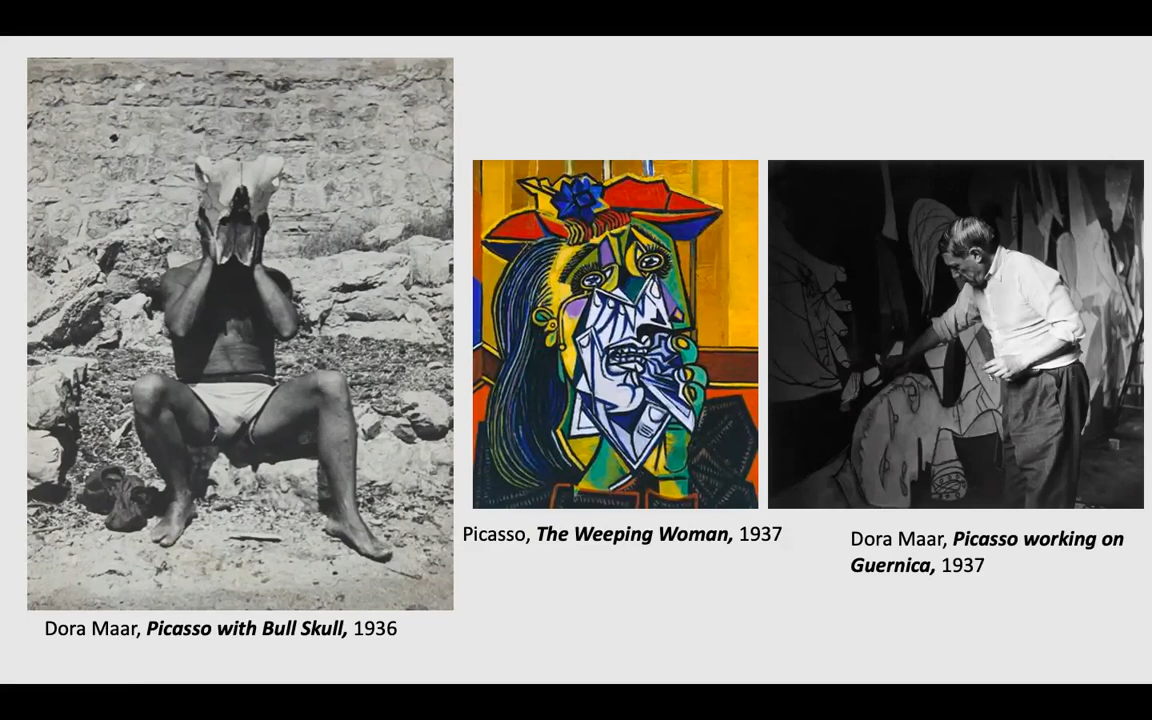 Picasso, The Weeping Woman, 1937
Dora Maar, Picasso working on
Guernica, 1937
Dora Maar, Picasso with Bull Skull, 1936